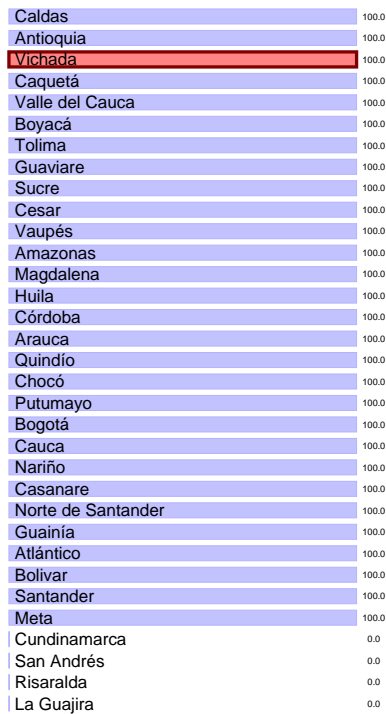 Caldas 100.0
Antioquia 100.0
Vichada 100.0
Caquetá 100.0
Valle del Cauca 100.0
Boyacá 100.0
Tolima 100.0
Guaviare 100.0
Sucre 100.0
Cesar 100.0
Vaupés 100.0
Amazonas 100.0
Magdalena 100.0
Huila 100.0
Córdoba 100.0
Arauca 100.0
Quindío 100.0
Chocó 100.0
Putumayo 100.0
Bogotá 100.0
Cauca 100.0
Nariño 100.0
Casanare 100.0
Norte de Santander 100.0
Guainía 100.0
Atlántico 100.0
Bolivar 100.0
Santander 100.0
Meta 100.0
Cundinamarca 0.0
San Andrés 0.0
Risaralda 0.0
La Guajira 0.0